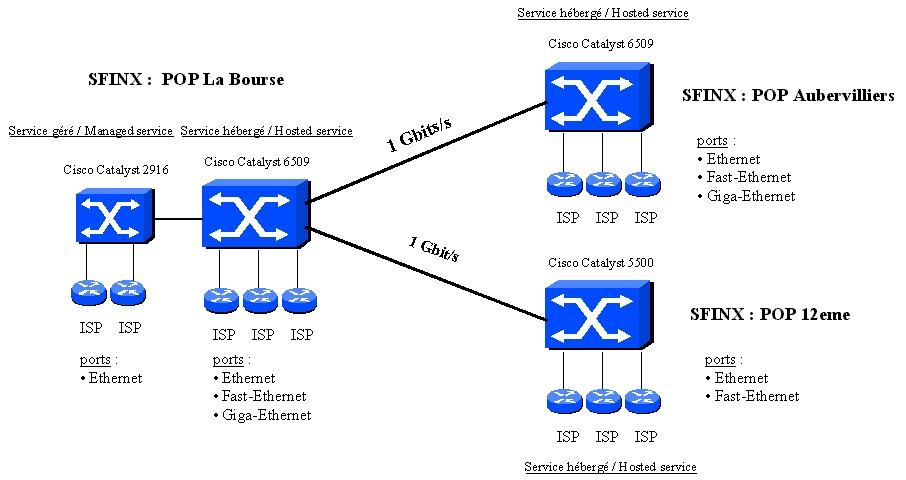 Service hébergé / Hosted service
Cisco Catalyst 6509
SFINX : POP La Bourse
SFINX : POP Aubervilliers
1 Gbits/s
Service géré / Managed service
Service hébergé / Hosted service
ports :
• Ethernet
• Fast-Ethernet
• Giga-Ethernet
Cisco Catalyst 2916
Cisco Catalyst 6509
ISP
ISP
ISP
1 Gbit/s
Cisco Catalyst 5500
SFINX : POP 12eme
ISP
ISP
ISP
ISP
ISP
ports :
• Ethernet
ports :
• Ethernet
• Fast-Ethernet
• Giga-Ethernet
ports :
• Ethernet
• Fast-Ethernet
ISP
ISP
ISP
Service hébergé / Hosted service